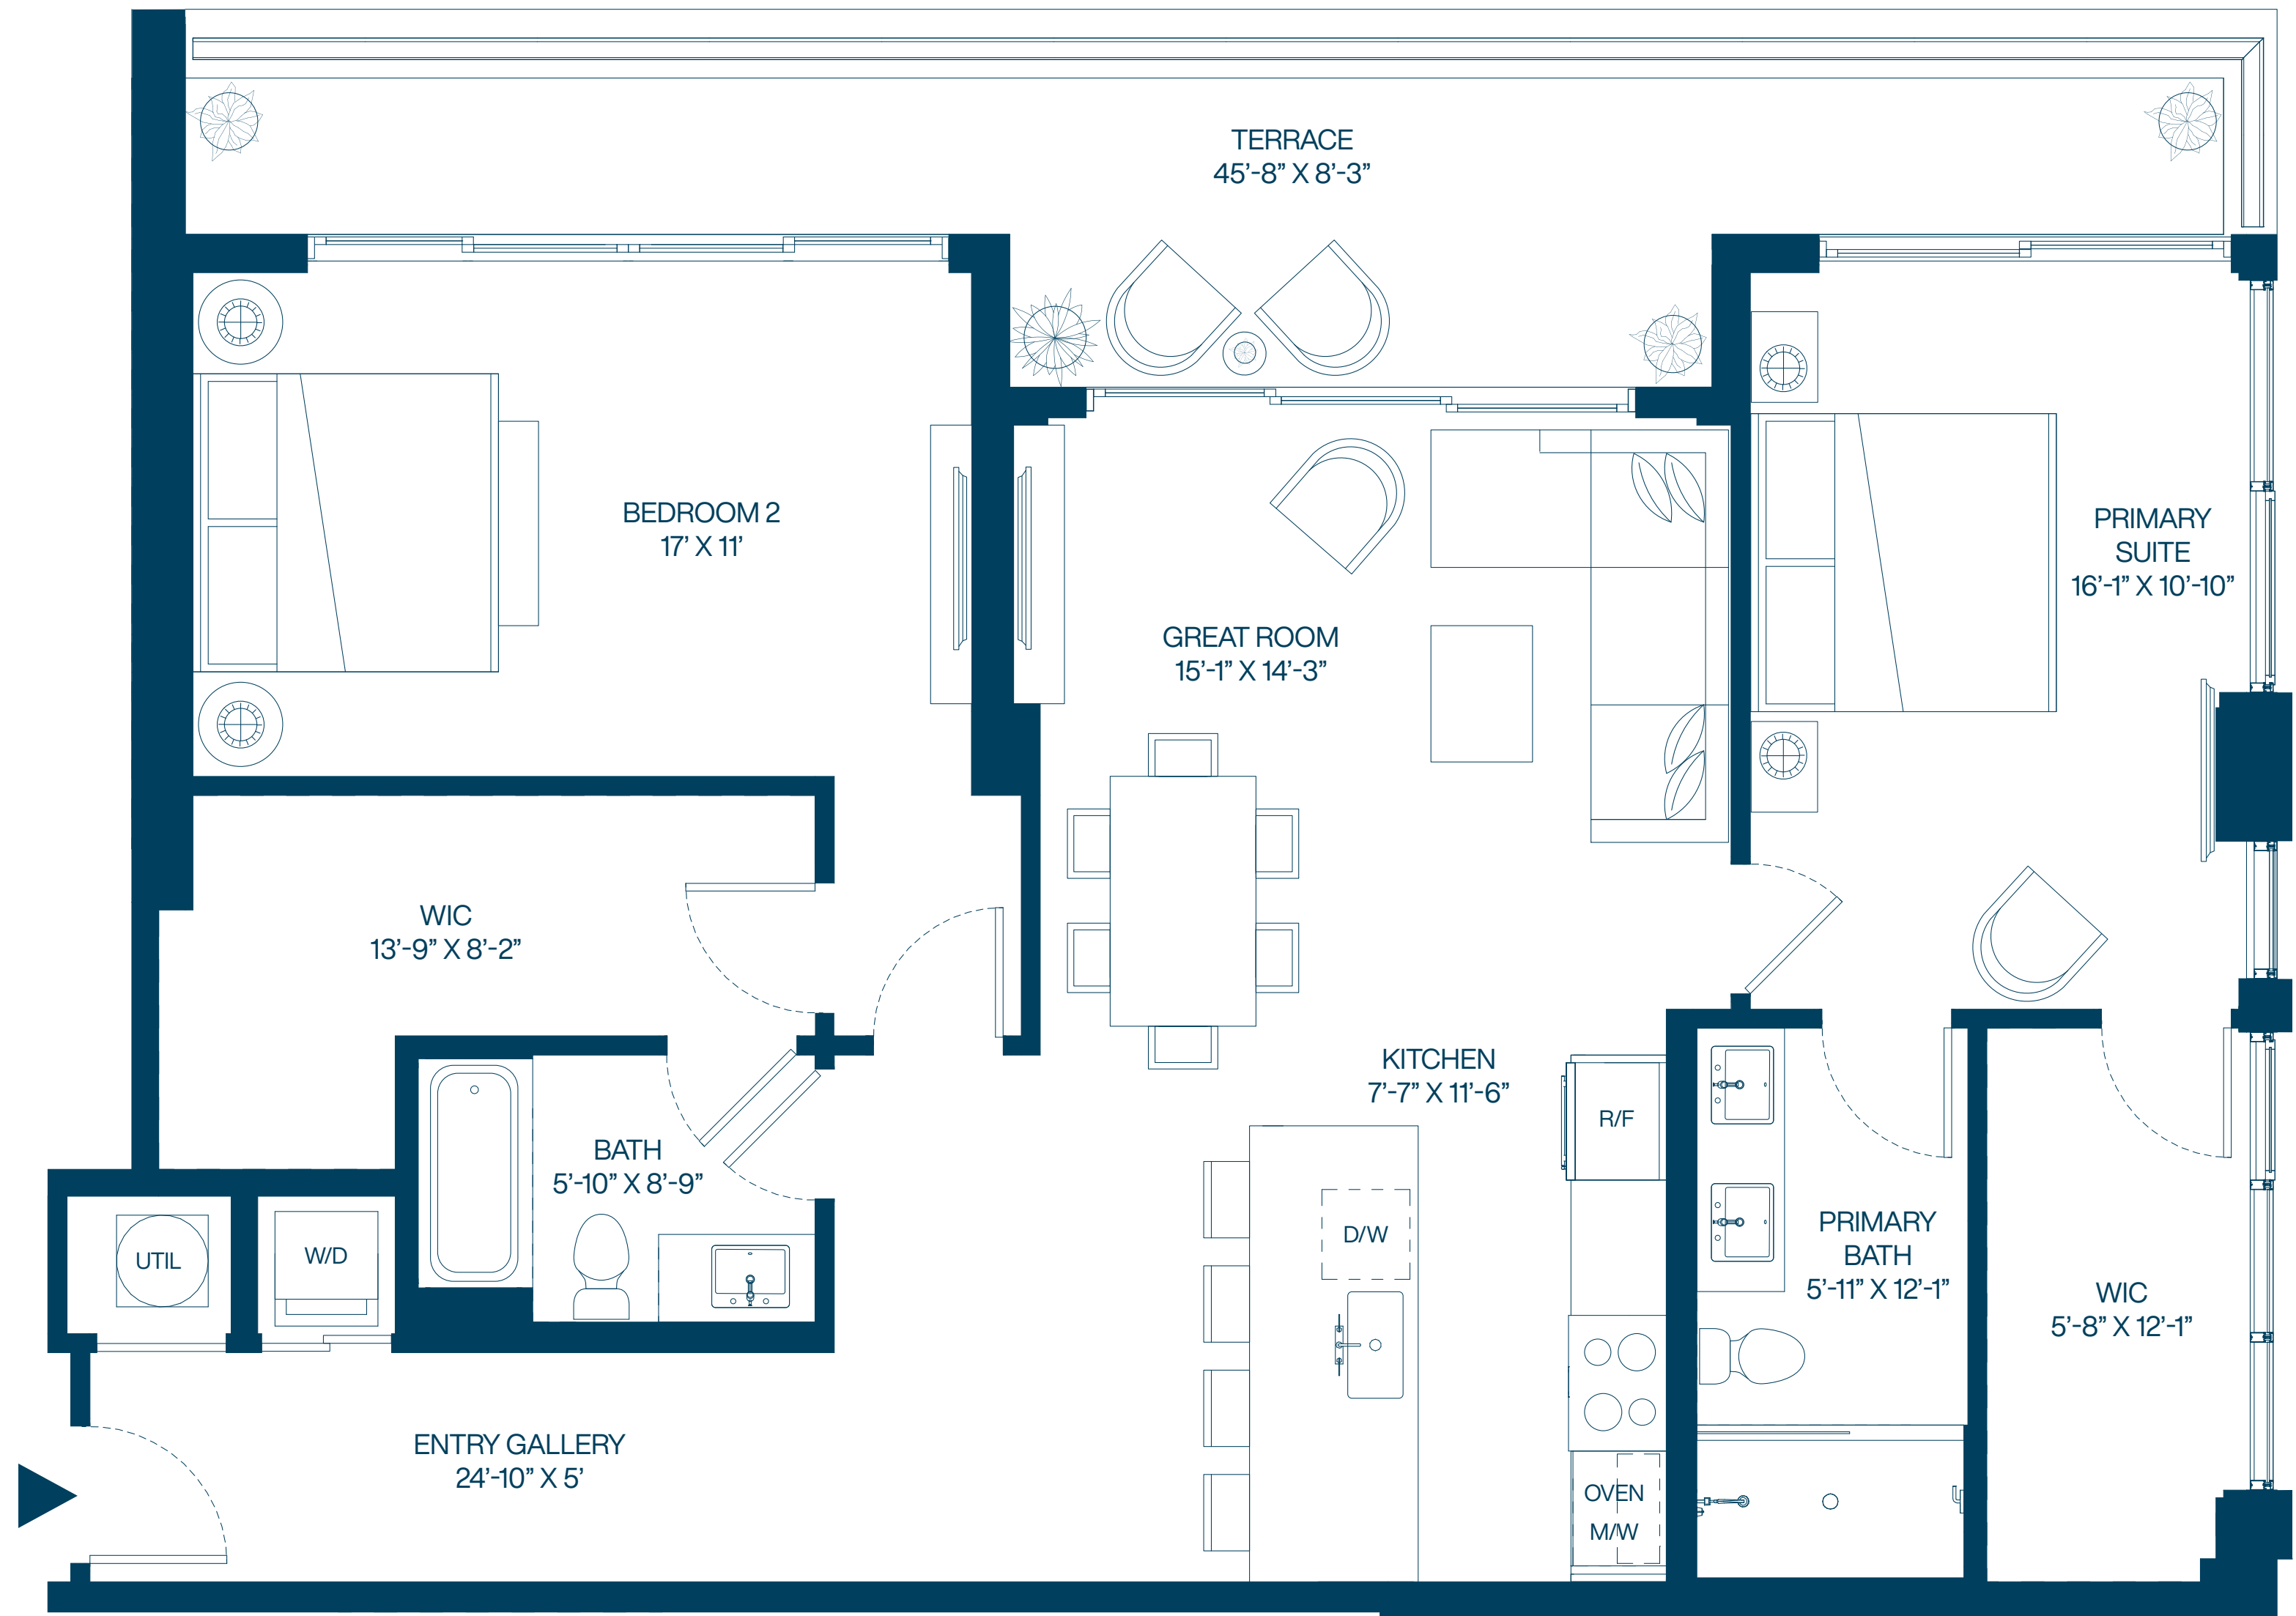 TERRACE
45’-8” X 8’-3”
BEDROOM 2
17’ X 11’
PRIMARY
SUITE
16’-1” X 10’-10”
GREAT ROOM
15’-1” X 14’-3”
WIC
13’-9” X 8’-2”
KITCHEN
7’-7” X 11’-6”
R/F
BATH
5’-10” X 8’-9”
D/W
PRIMARY
BATH
5’-11” X 12’-1”
UTIL
W/D
WIC
5’-8” X 12’-1”
ENTRY GALLERY
24’-10” X 5’
OVEN
M/W